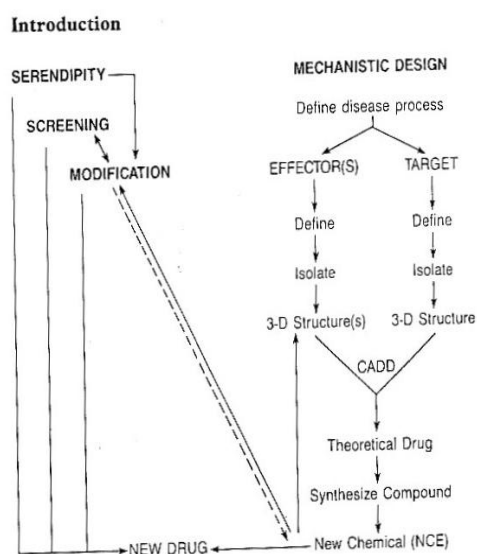 Introduction
SERENDIPITY
SCREENING
MODIFICATION
MECHANISTIC DESIGN
Define disease process
EFFECTOR(S) TARGET
Define Define
Isolate Isolate
3-D Structure(s) 3-D Structure
CADD
Theoretical Drug
Synthesize Compound
NEW DRUG New Chemical (NCE)